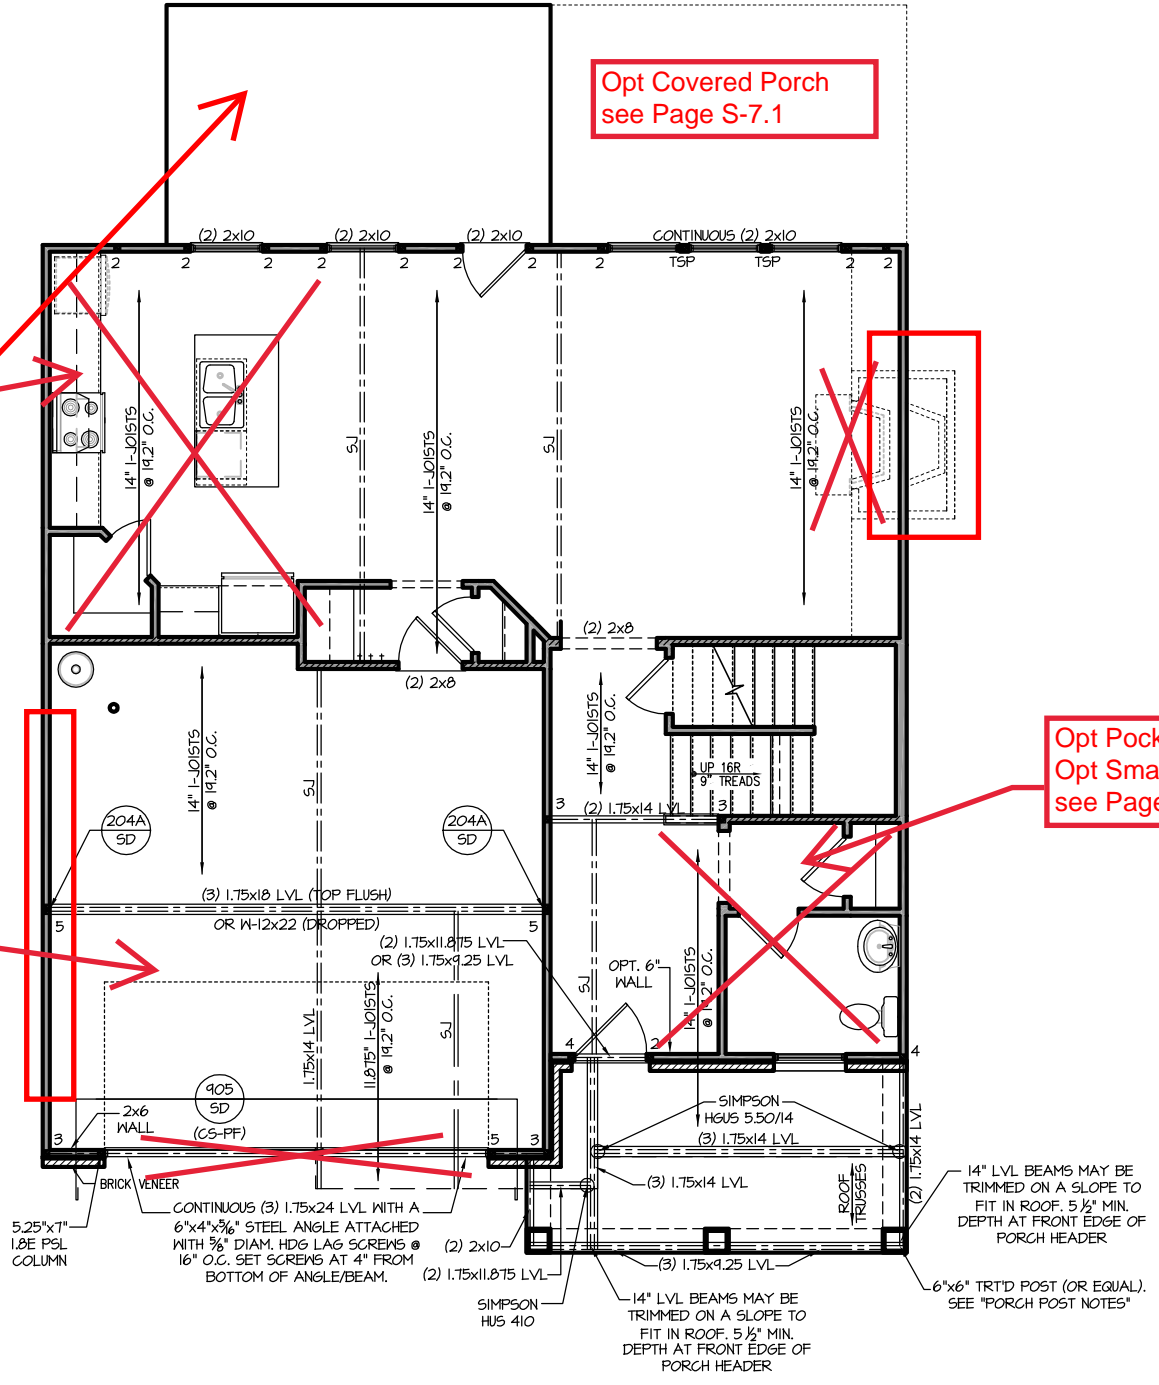 Opt Covered Porch
see Page S-7.1
(2) 2x10
(2) 2x10
(2) 2x10
CONTINUOUS (2) 2x10
2
2
2
2
2
2
2
2
TSP
TSP
2
2
14" I-JOISTS
@ 19.2" O.C.
SJ
14" I-JOISTS
@ 19.2" O.C.
SJ
14" I-JOISTS
@ 19.2" O.C.
(2) 2x8
(2) 2x8
14" I-JOISTS
@ 19.2" O.C.
SJ
14" I-JOISTS
@ 19.2" O.C.
UP 16R
9" TREADS
Opt Pock
Opt Sma
see Page
3
(2) 1.75x14 LVL
3
204A
SD
204A
SD
(3) 1.75x18 LVL (TOP FLUSH)
5
OR W-12x22 (DROPPED)
5
(2) 1.75x11.875 LVL
OR (3) 1.75x9.25 LVL
OPT. 6"
WALL
SJ
14" I-JOISTS
@ 19.2" O.C.
1.75x14 LVL
11.875" I-JOISTS
@ 19.2" O.C.
SJ
4
2
4
905
SD
(CS-PF)
2x6
WALL
3
5
3
SIMPSON
HGUS 5.50/14
(3) 1.75x14 LVL
(2) 1.75x14 LVL
(3) 1.75x14 LVL
ROOF
TRUSSES
BRICK VENEER
5.25"x7"
1.8E PSL
COLUMN
CONTINUOUS (3) 1.75x24 LVL WITH A
6"x4"x5/16" STEEL ANGLE ATTACHED
WITH 5/8" DIAM. HDG LAG SCREWS @
16" O.C. SET SCREWS AT 4" FROM
BOTTOM OF ANGLE/BEAM.
(2) 2x10
(2) 1.75x11.875 LVL
(3) 1.75x9.25 LVL
SIMPSON
HUS 410
14" LVL BEAMS MAY BE
TRIMMED ON A SLOPE TO
FIT IN ROOF. 5 1/2" MIN.
DEPTH AT FRONT EDGE OF
PORCH HEADER
14" LVL BEAMS MAY BE
TRIMMED ON A SLOPE TO
FIT IN ROOF. 5 1/2" MIN.
DEPTH AT FRONT EDGE OF
PORCH HEADER
6"x6" TRT'D POST (OR EQUAL).
SEE "PORCH POST NOTES"